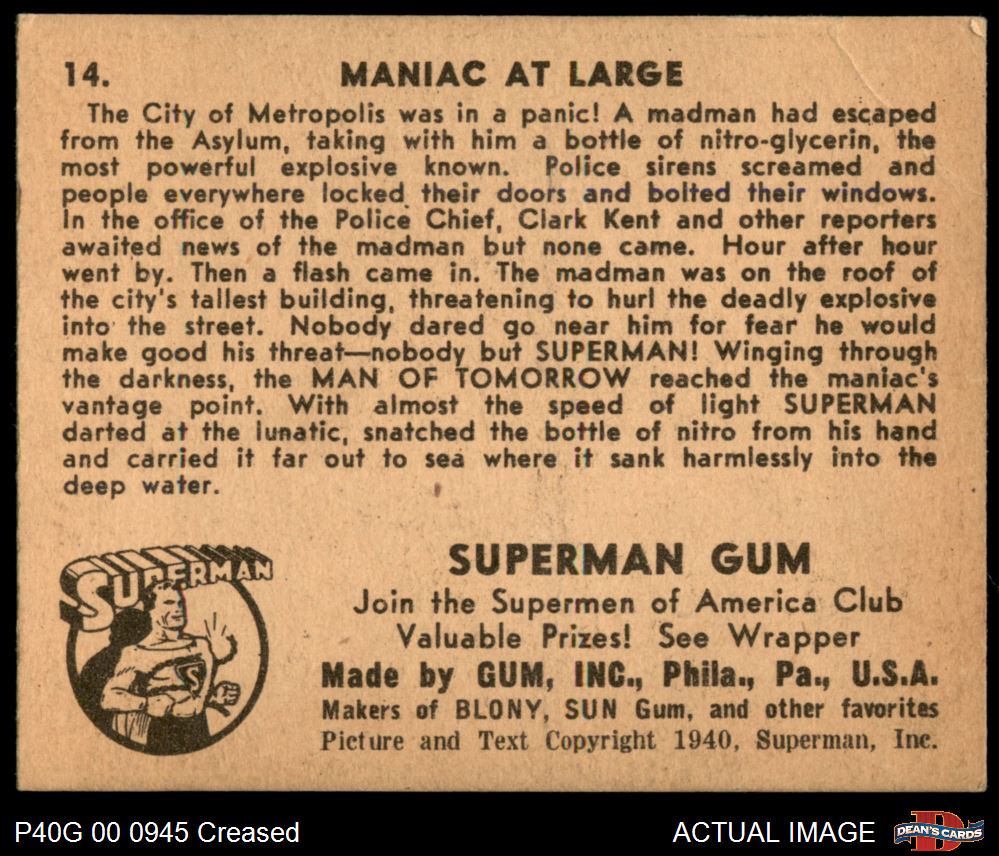 14. MANIAC AT LARGE
The City of Metropolis was in a panic! A madman had escaped
from the Asylum, taking with him a bottle of nitro-glycerin, the
most powerful explosive known. Police sirens screamed and
people everywhere locked their doors and bolted their windows.
In the office of the Police Chief, Clark Kent and other reporters
awaited news of the madman but none came. Hour after hour
went by. Then a flash came in. The madman was on the roof of
the city's tallest building, threatening to hurl the deadly explosive
into the street. Nobody dared go near him for fear he would
make good his threat—nobody but SUPERMAN! Winging through
the darkness, the MAN OF TOMORROW reached the maniac's
vantage point. With almost the speed of light SUPERMAN
darted at the lunatic, snatched the bottle of nitro from his hand
and carried it far out to sea where it sank harmlessly into the
deep water.
SUPERMAN
S
SUPERMAN GUM
Join the Supermen of America Club
Valuable Prizes! See Wrapper
Made by GUM, INC., Phila., Pa., U.S.A.
Makers of BLONY, SUN Gum, and other favorites
Picture and Text Copyright 1940, Superman, Inc.
P40G 00 0945 Creased
ACTUAL IMAGE
D
DEAN'S CARDS